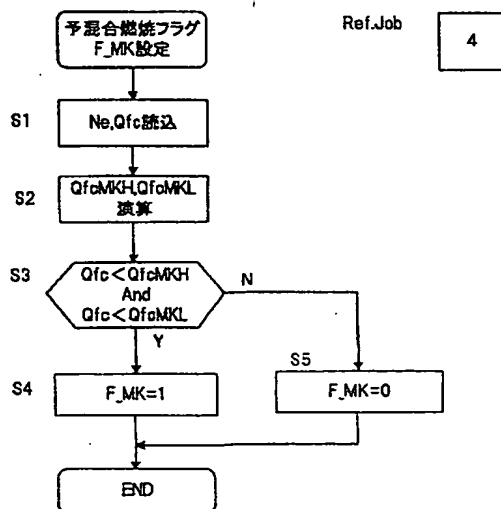 予混合燃焼フラグ
F_MK設定
Ref.Job
4
S1
Ne,Qfc読込
S2
QfcMKH,QfcMKL
演算
S3
Qfc<QfcMKH
And
Qfc<QfcMKL
N
Y
S4
F_MK=1
S5
F_MK=0
END